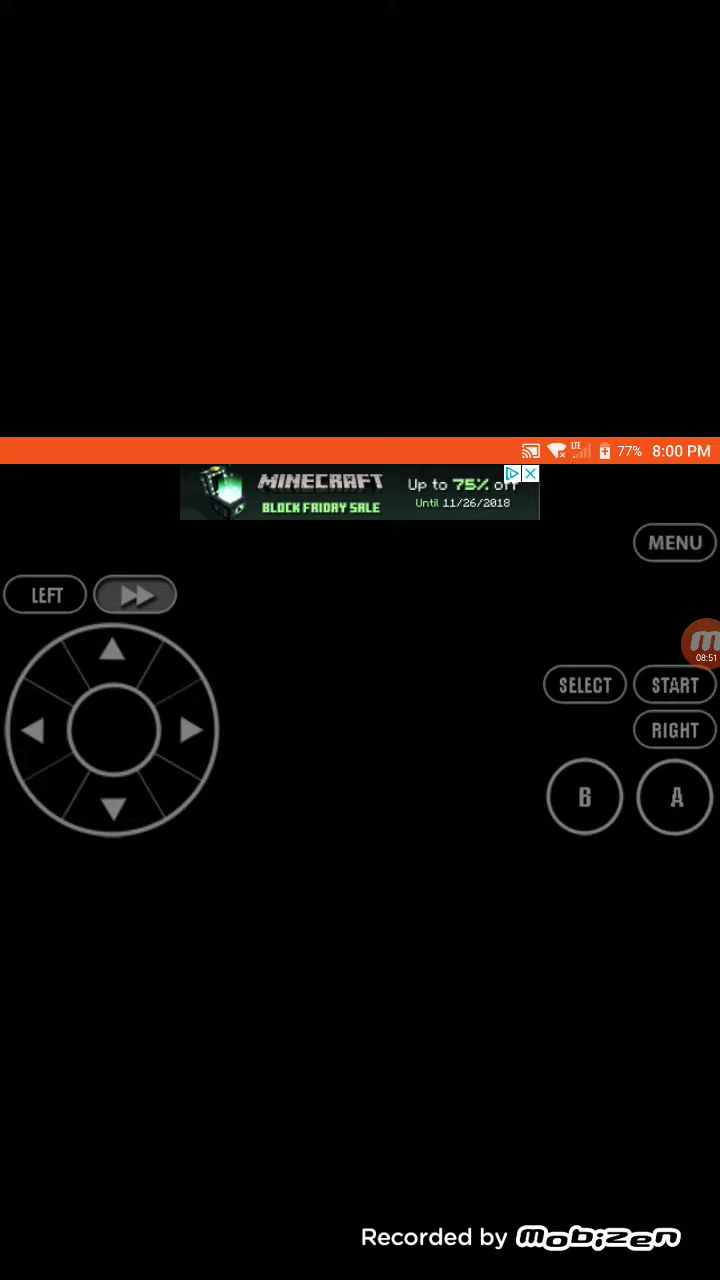 LTE
77% 8:00 PM
MINECRAFT
BLOCK FRIDAY SALE
Up to 75% off
Until 11/26/2018
MENU
LEFT
08:51
SELECT START
RIGHT
B A
Recorded by mobizen